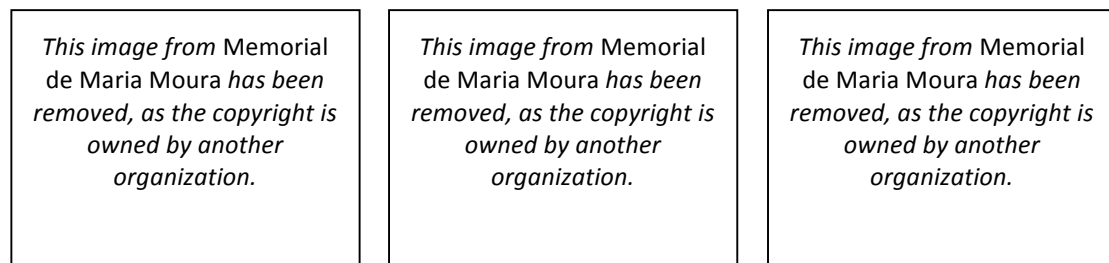 This image from Memorial
de Maria Moura has been
removed, as the copyright is
owned by another
organization.
This image from Memorial
de Maria Moura has been
removed, as the copyright is
owned by another
organization.
This image from Memorial
de Maria Moura has been
removed, as the copyright is
owned by another
organization.